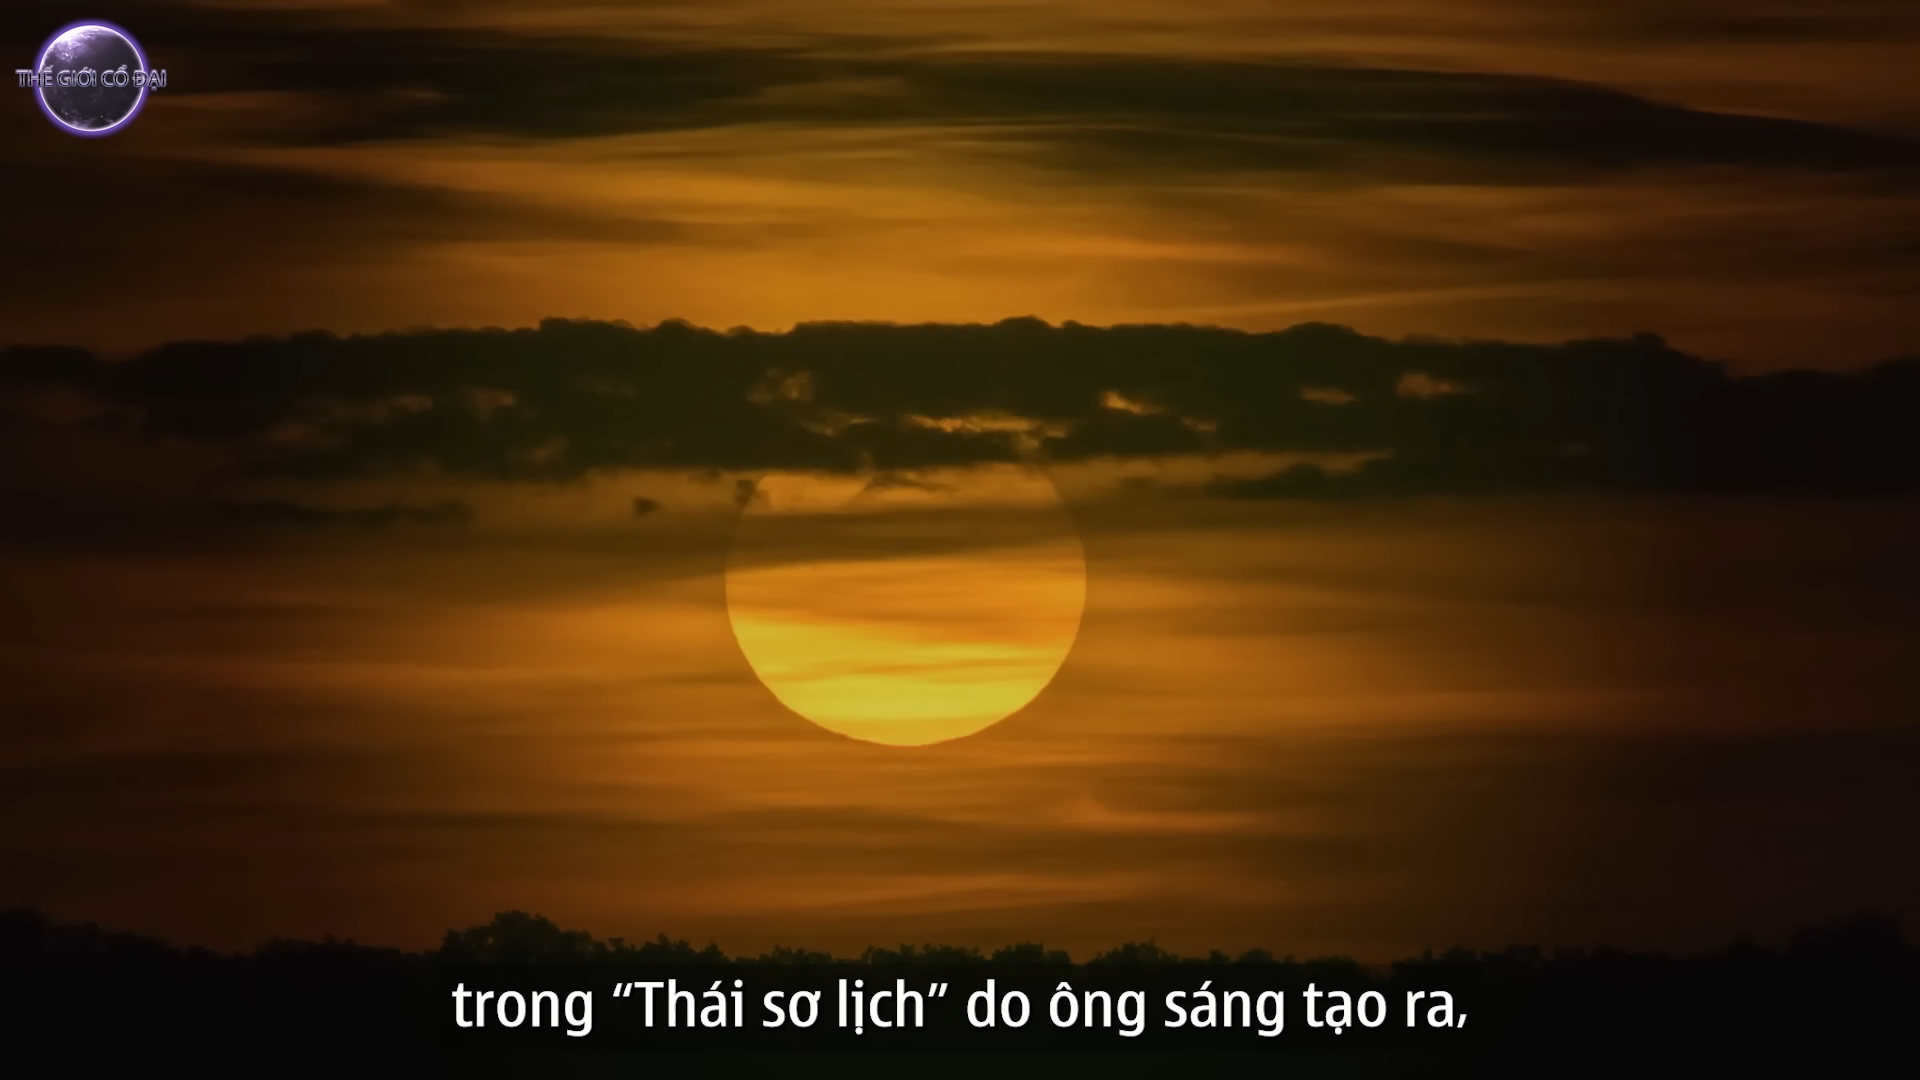 THẾ GIỚI CỔ ĐẠI
trong “Thái sơ lịch” do ông sáng tạo ra,